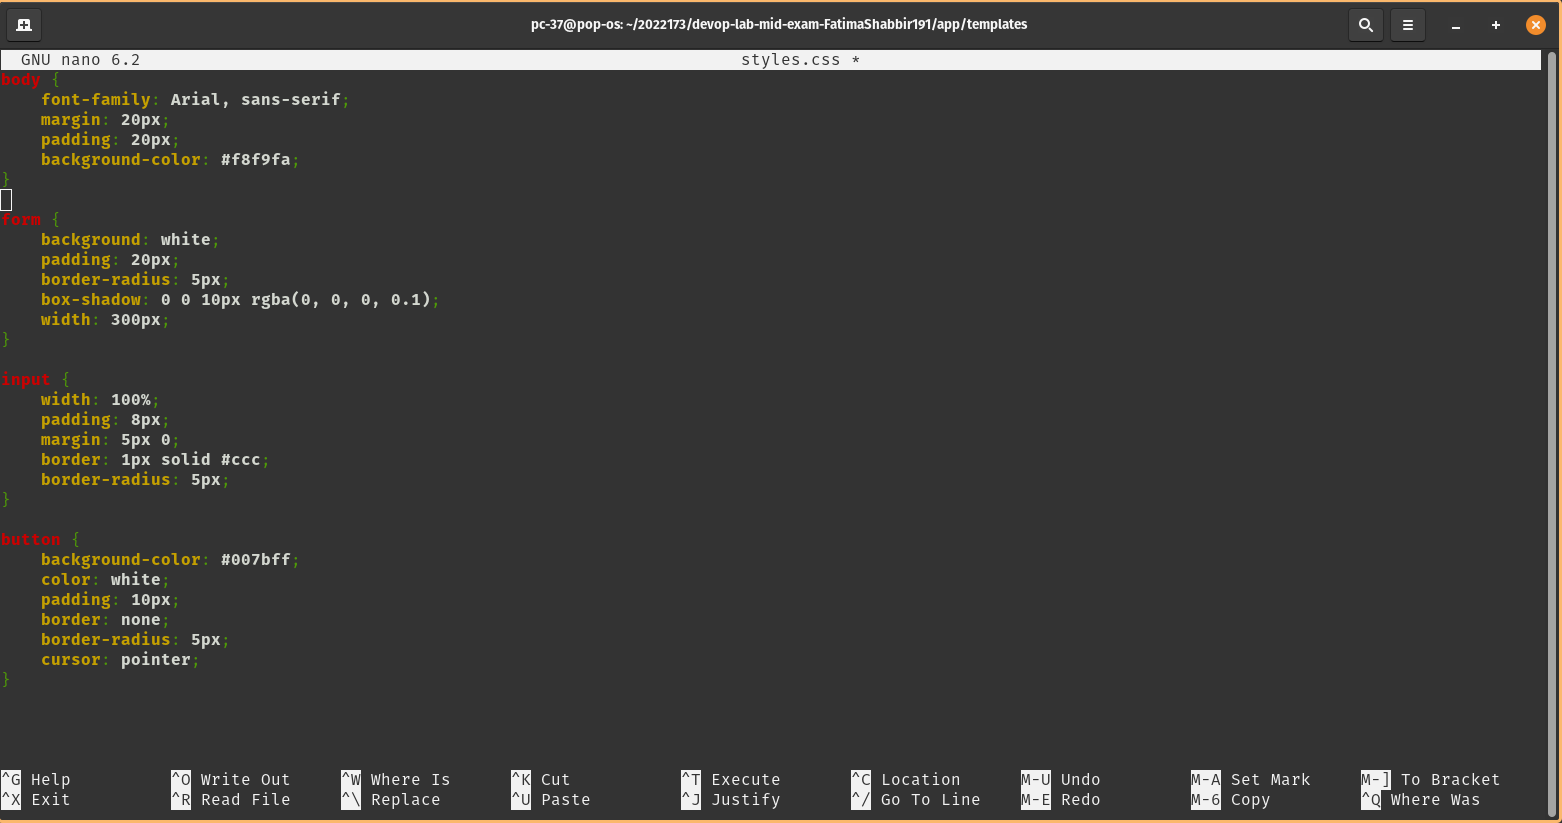 pc-37@pop-os: ~/2022173/devop-lab-mid-exam-FatimaShabbir191/app/templates
GNU nano 6.2 styles.css *
body {
    font-family: Arial, sans-serif;
    margin: 20px;
    padding: 20px;
    background-color: #f8f9fa;
}
form {
    background: white;
    padding: 20px;
    border-radius: 5px;
    box-shadow: 0 0 10px rgba(0, 0, 0, 0.1);
    width: 300px;
}
input {
    width: 100%;
    padding: 8px;
    margin: 5px 0;
    border: 1px solid #ccc;
    border-radius: 5px;
}
button {
    background-color: #007bff;
    color: white;
    padding: 10px;
    border: none;
    border-radius: 5px;
    cursor: pointer;
}
^G Help ^O Write Out ^W Where Is ^K Cut ^T Execute ^C Location M-U Undo M-A Set Mark M-] To Bracket
^X Exit ^R Read File ^\ Replace ^U Paste ^J Justify ^/ Go To Line M-E Redo M-6 Copy ^Q Where Was